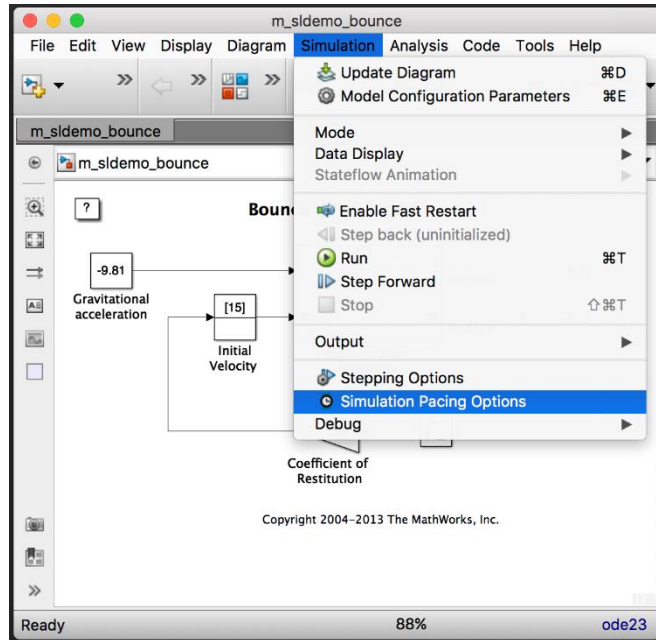 m_sldemo_bounce
File Edit View Display Diagram Simulation Analysis Code Tools Help
m_sldemo_bounce
m_sldemo_bounce
Update Diagram ⌘D
Model Configuration Parameters ⌘E
Mode
Data Display
Stateflow Animation
Enable Fast Restart
Step back (uninitialized)
Run ⌘T
Step Forward
Stop ⇧⌘T
Output
Stepping Options
Simulation Pacing Options
Debug
?
Boun
-9.81
Gravitational
acceleration
[15]
Initial
Velocity
Coefficient of
Restitution
Copyright 2004-2013 The MathWorks, Inc.
Ready 88% ode23